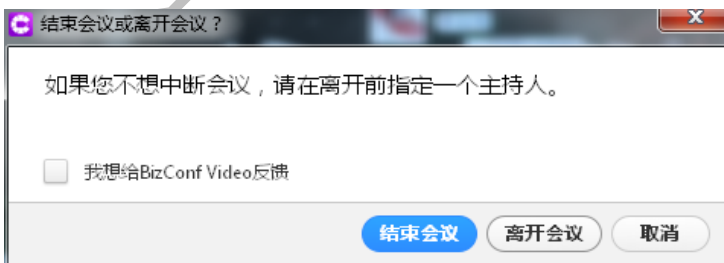 结束会议或离开会议？
如果您不想中断会议，请在离开前指定一个主持人。
我想给BizConf Video反馈
结束会议 离开会议 取消